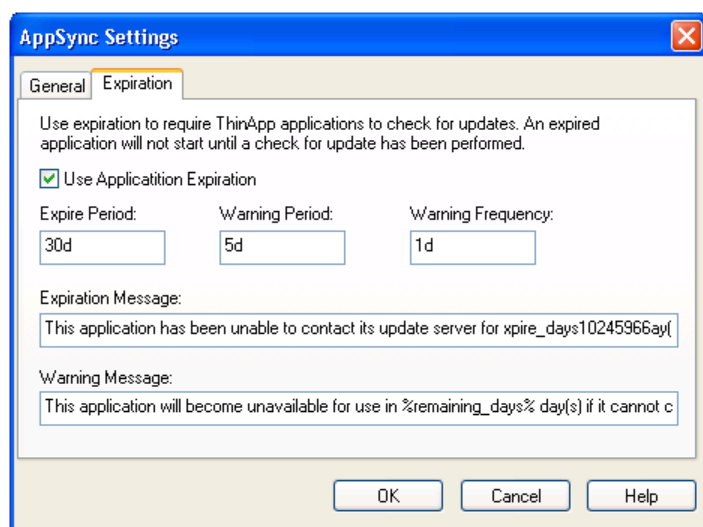 AppSync Settings
General Expiration
Use expiration to require ThinApp applications to check for updates. An expired
application will not start until a check for update has been performed.
Use Applicatition Expiration
Expire Period: Warning Period: Warning Frequency:
30d 5d 1d
Expiration Message:
This application has been unable to contact its update server for xpire_days10245966ay(
Warning Message:
This application will become unavailable for use in %remaining_days% day(s) if it cannot c
OK Cancel Help